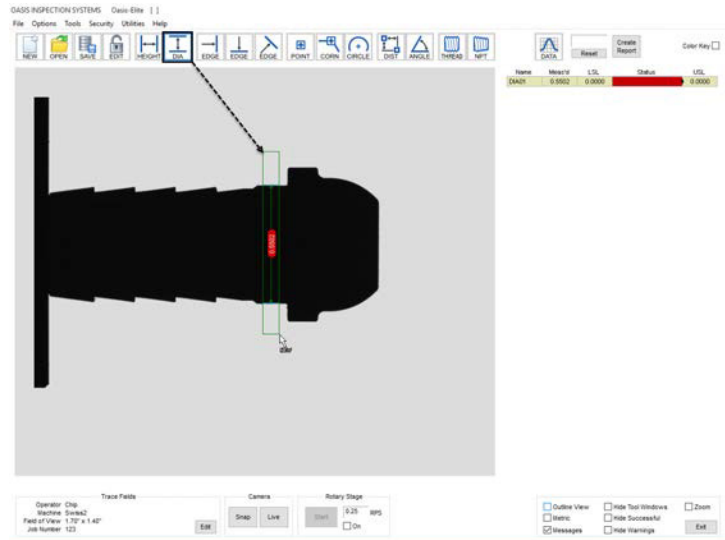 OASIS INSPECTION SYSTEMS Oasis-Elite [ ]
File Options Tools Security Utilities Help
NEW OPEN SAVE EDIT HEIGHT DIA EDGE EDGE EDGE POINT CORN CIRCLE DIST ANGLE THREAD NPT DATA Reset Create Report Color Key
Name Meas'd LSL Status USL
DIA01 0.5502 0.0000 0.0000
0.5502
Trace Fields
Operator Chip
Machine Swiss2
Field of View 1.70" x 1.40"
Job Number 123
Edit
Camera
Snap Live
Rotary Stage
Start 0.25 RPS
On
Outline View Hide Tool Windows Zoom
Metric Hide Successful
Messages Hide Warnings Exit